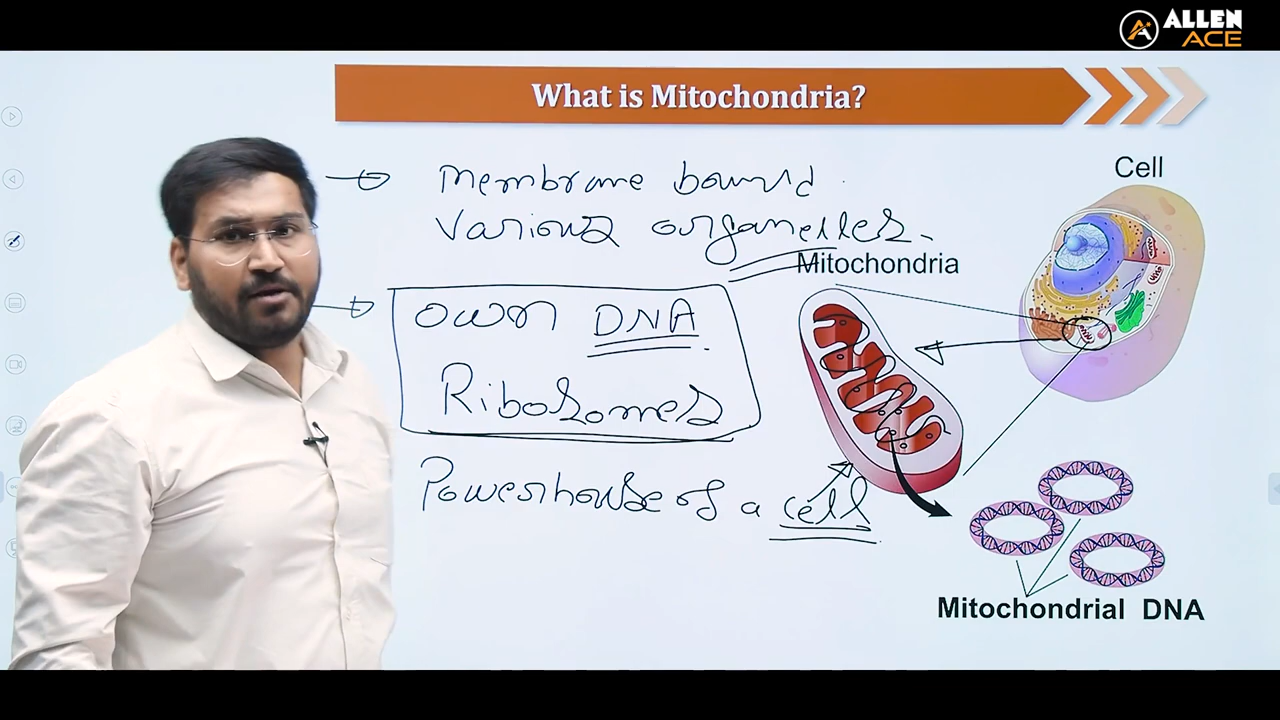 ALLEN
ACE
What is Mitochondria?
Membrane bound
Various organelles
Cell
Mitochondria
own DNA
Ribosomes
Powerhouse of a cell
Mitochondrial DNA